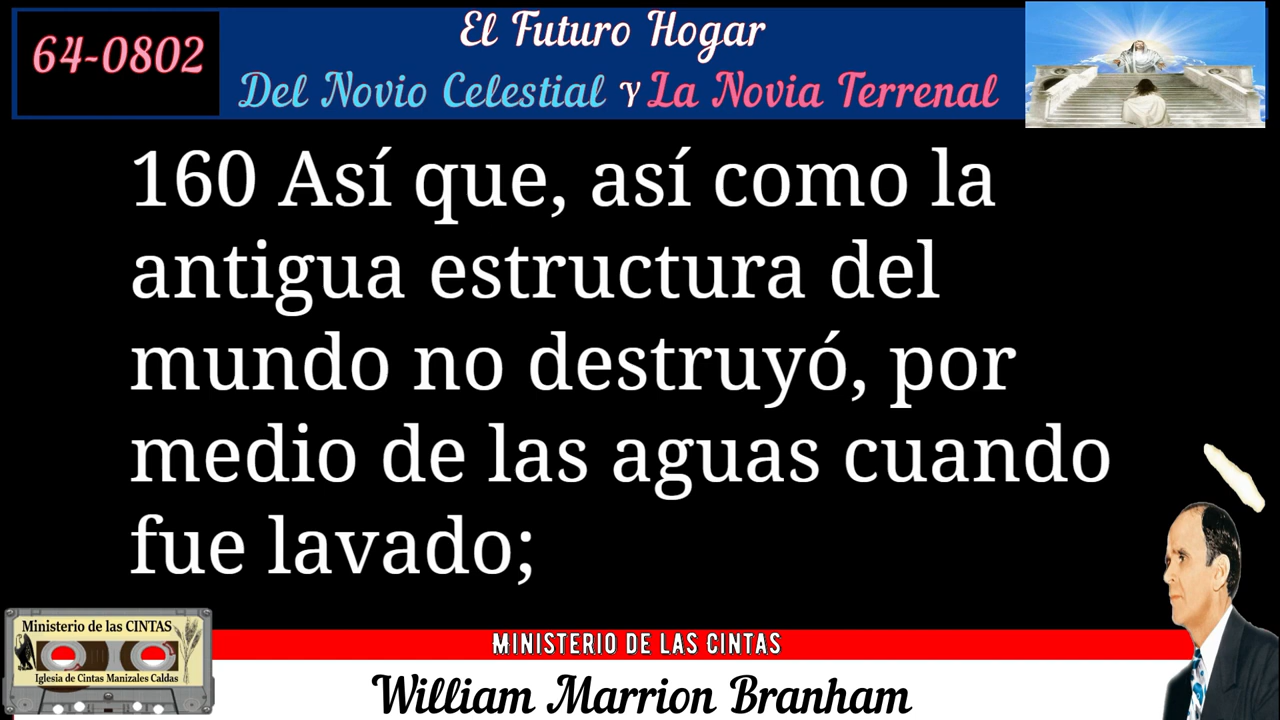 64-0802
El Futuro Hogar
Del Novio Celestial Y La Novia Terrenal
160 Así que, así como la
antigua estructura del
mundo no destruyó, por
medio de las aguas cuando
fue lavado;
Ministerio de las CINTAS
Iglesia de Cintas Manizales Caldas
MINISTERIO DE LAS CINTAS
William Marrion Branham